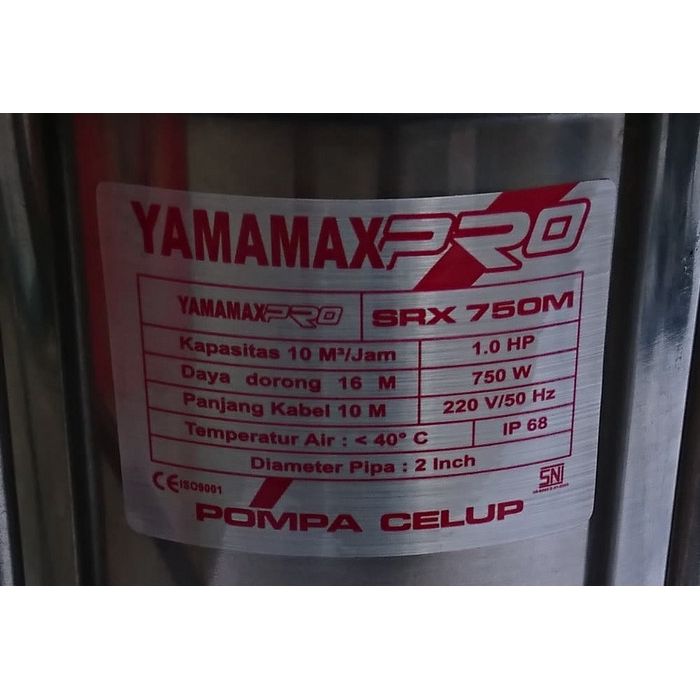 YAMAMAXPRO
YAMAMAXPRO SRX 750M
Kapasitas 10 M³/Jam 1.0 HP
Daya dorong 16 M 750 W
Panjang Kabel 10 M 220 V/50 Hz
Temperatur Air : < 40° C IP 68
Diameter Pipa : 2 Inch
CE ISO9001 SNI
POMPA CELUP